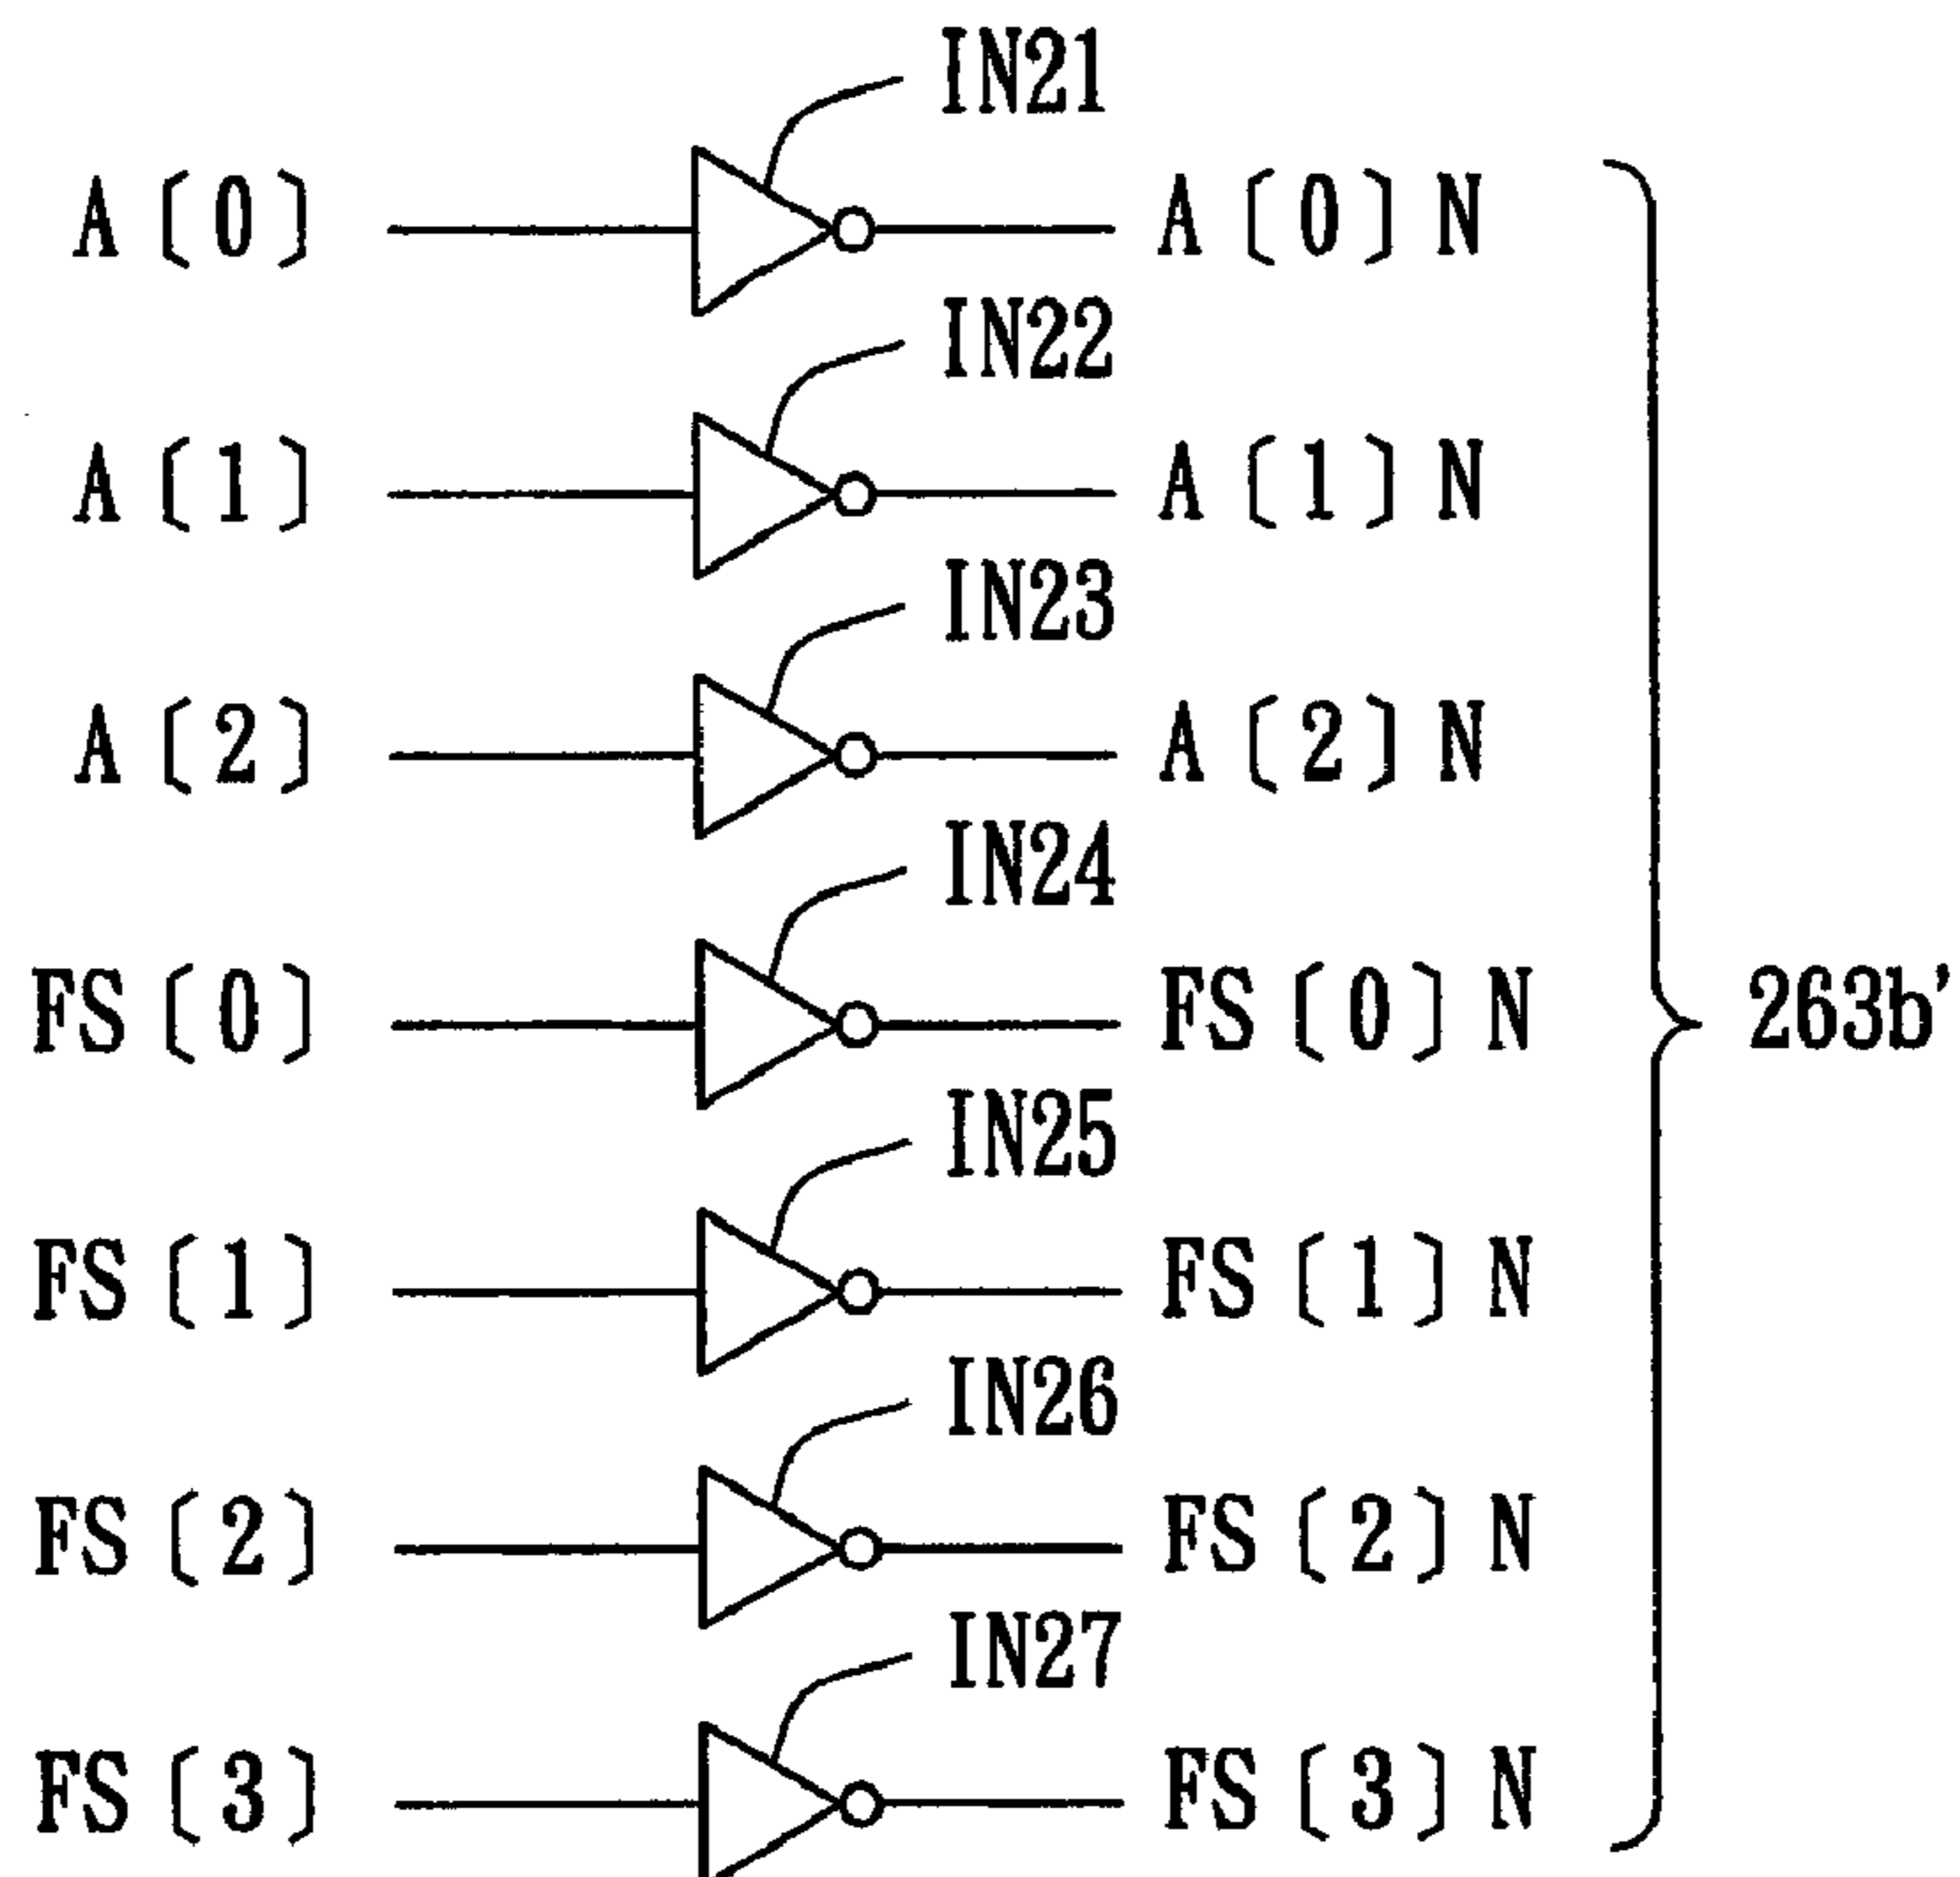 IN21
A〔0〕 A〔0〕N
IN22
A〔1〕 A〔1〕N
IN23
A〔2〕 A〔2〕N
IN24
FS〔0〕 FS〔0〕N
263b'
IN25
FS〔1〕 FS〔1〕N
IN26
FS〔2〕 FS〔2〕N
IN27
FS〔3〕 FS〔3〕N